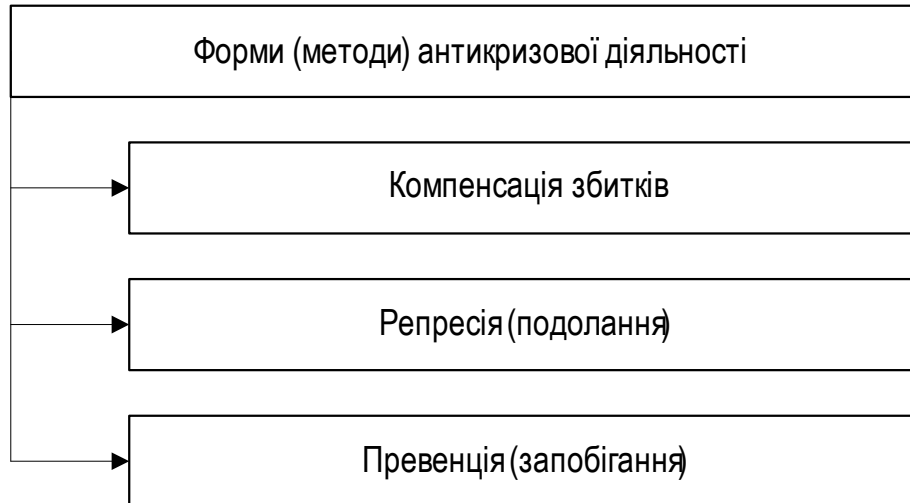 Форми (методи) антикризової діяльності
Компенсація збитків
Репресія (подолання)
Превенція (запобігання)